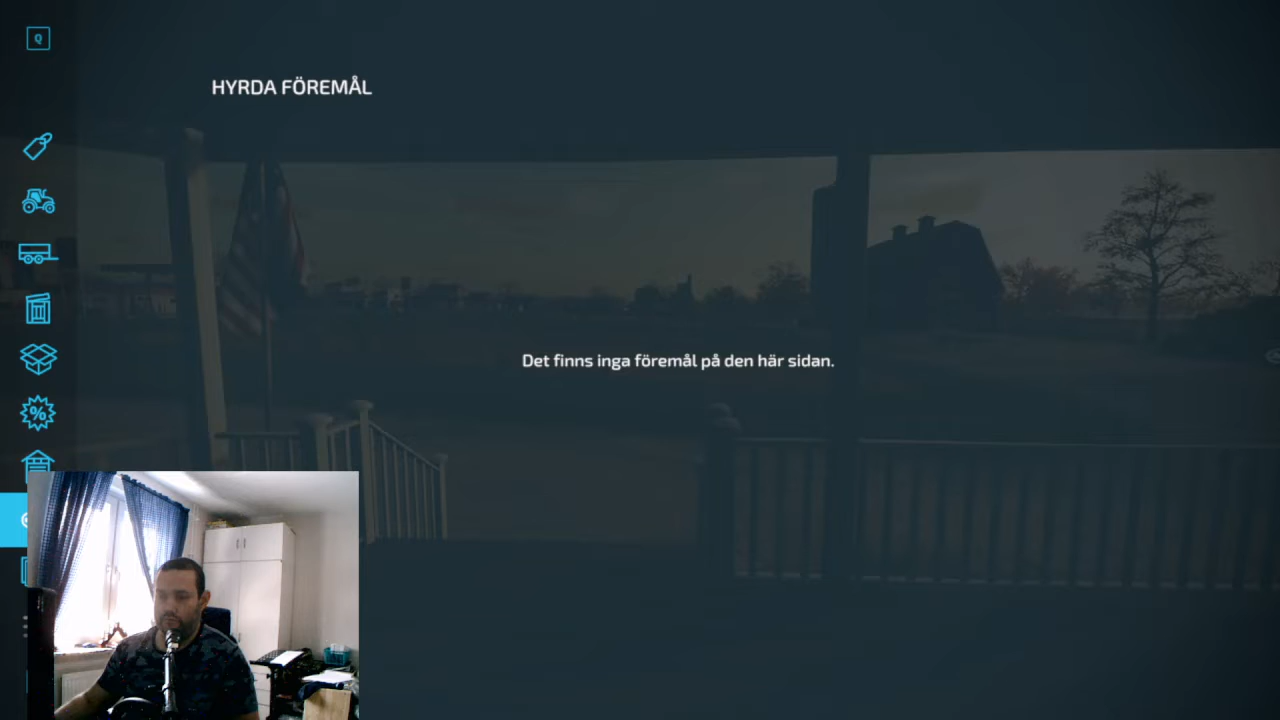 Q
HYRDA FÖREMÅL
%
Det finns inga föremål på den här sidan.